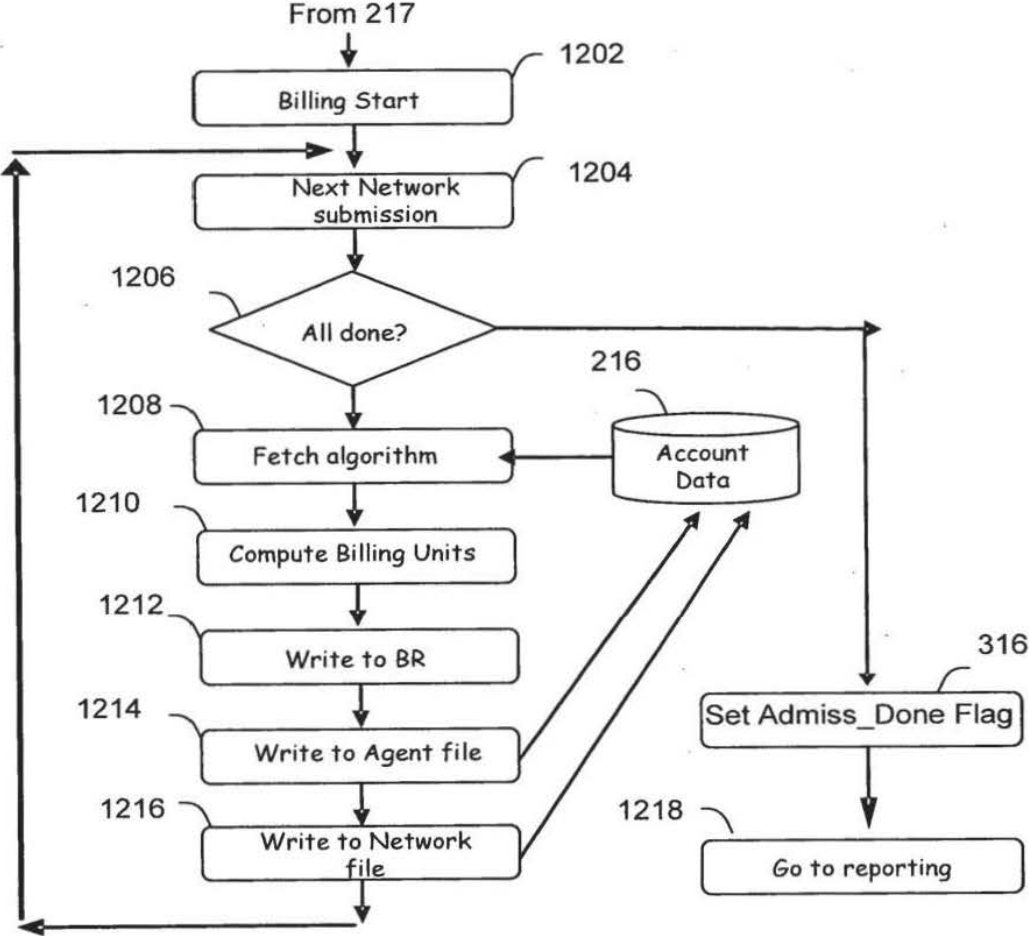 From 217
1202
Billing Start
1204
Next Network
submission
1206
All done?
216
1208
Fetch algorithm
Account
Data
1210
Compute Billing Units
1212
Write to BR
316
1214
Set Admiss_Done Flag
Write to Agent file
1216
1218
Write to Network
file
Go to reporting